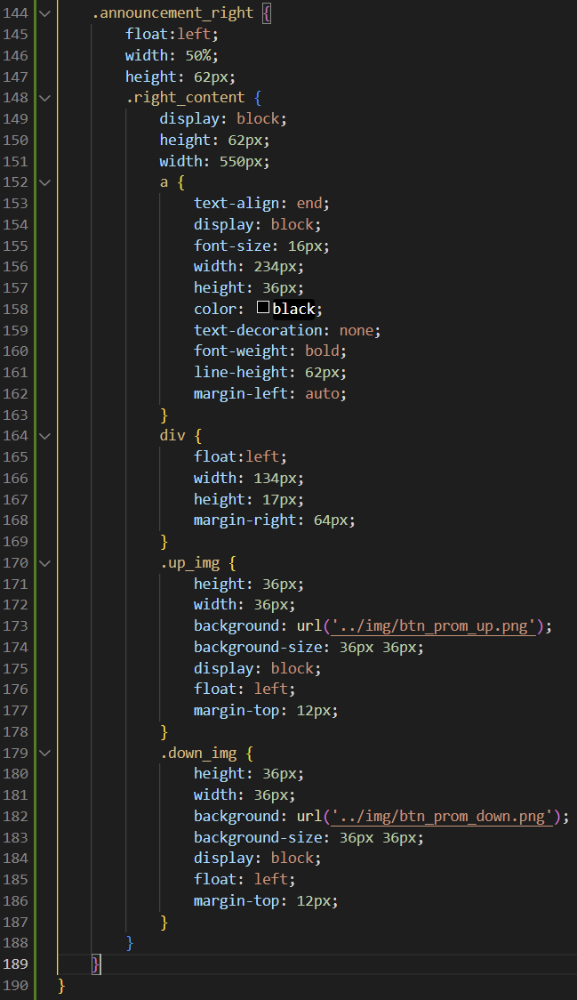 144 .announcement_right {
145 float:left;
146 width: 50%;
147 height: 62px;
148 .right_content {
149 display: block;
150 height: 62px;
151 width: 550px;
152 a {
153 text-align: end;
154 display: block;
155 font-size: 16px;
156 width: 234px;
157 height: 36px;
158 color: black;
159 text-decoration: none;
160 font-weight: bold;
161 line-height: 62px;
162 margin-left: auto;
163 }
164 div {
165 float:left;
166 width: 134px;
167 height: 17px;
168 margin-right: 64px;
169 }
170 .up_img {
171 height: 36px;
172 width: 36px;
173 background: url('../img/btn_prom_up.png');
174 background-size: 36px 36px;
175 display: block;
176 float: left;
177 margin-top: 12px;
178 }
179 .down_img {
180 height: 36px;
181 width: 36px;
182 background: url('../img/btn_prom_down.png');
183 background-size: 36px 36px;
184 display: block;
185 float: left;
186 margin-top: 12px;
187 }
188 }
189 }
190 }